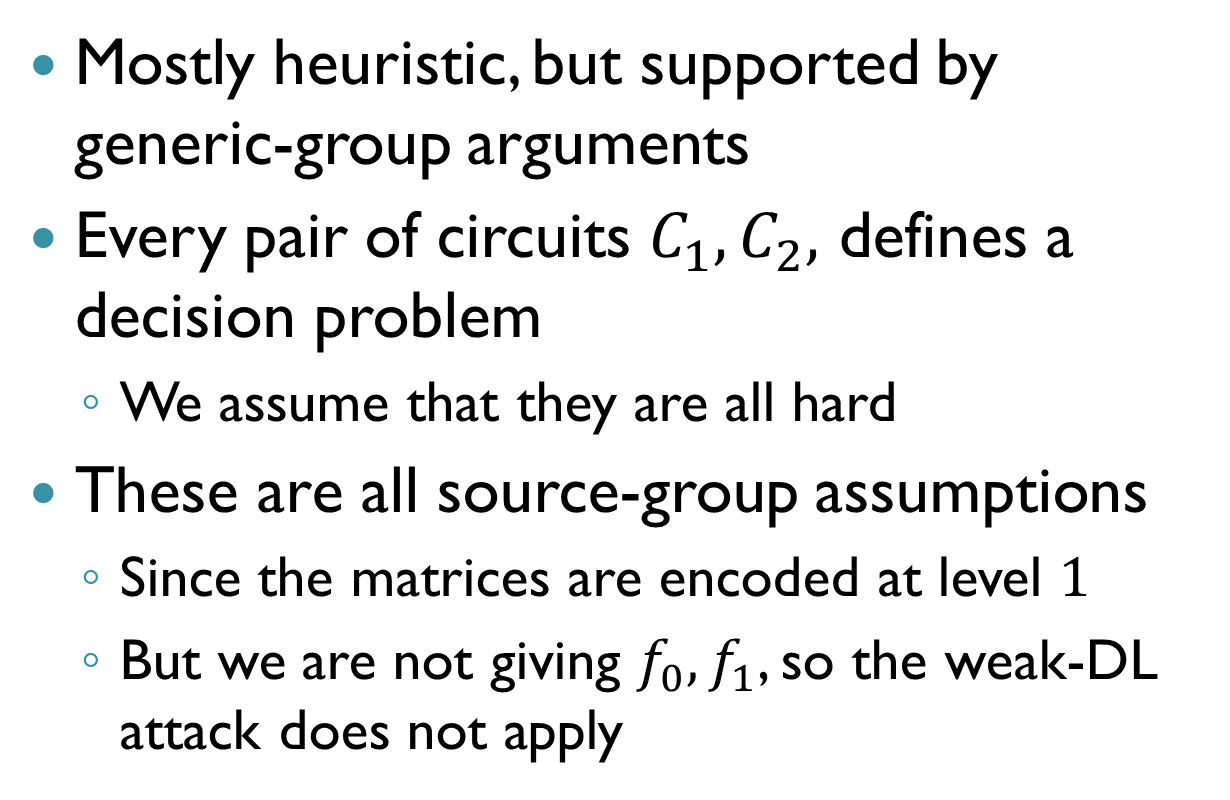 • Mostly heuristic, but supported by
generic-group arguments
• Every pair of circuits C₁, C₂, defines a
decision problem
◦ We assume that they are all hard
• These are all source-group assumptions
◦ Since the matrices are encoded at level 1
◦ But we are not giving f₀, f₁, so the weak-DL
attack does not apply